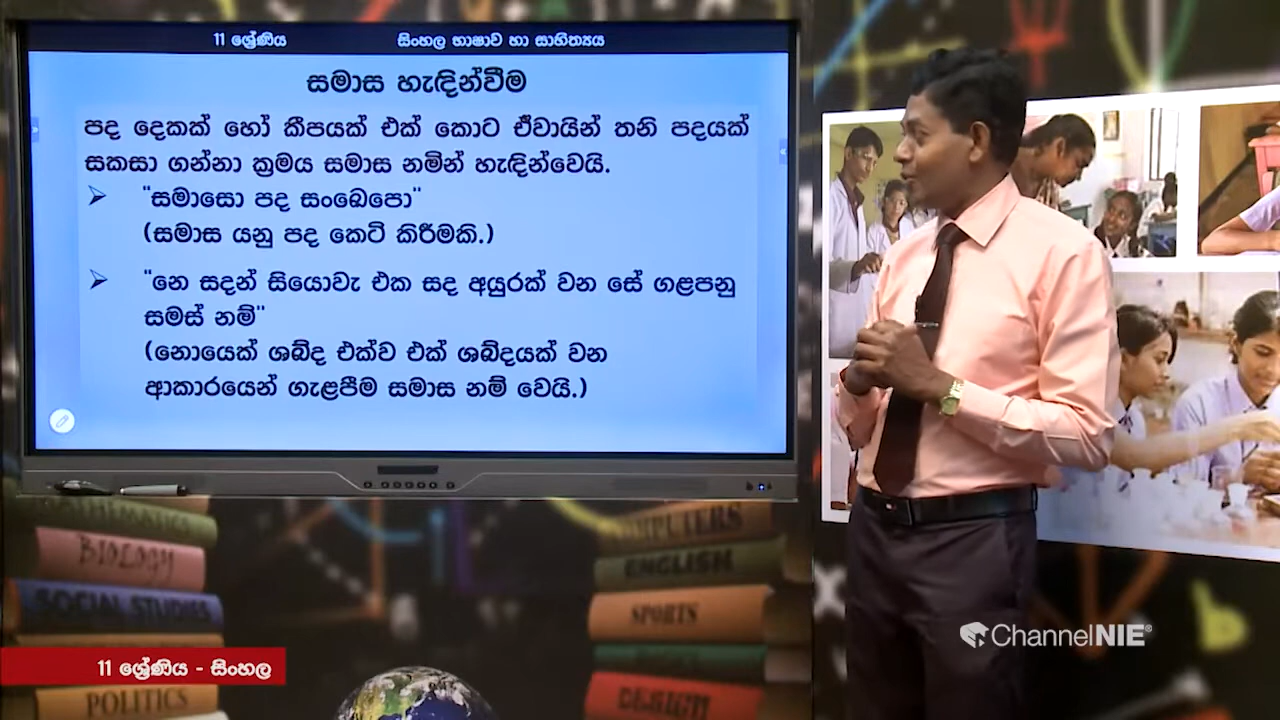 11 ශ්‍රේණිය
සිංහල භාෂාව හා සාහිත්‍යය
සමාස හැඳින්වීම
පද දෙකක් හෝ කීපයක් එක් කොට ඒවායින් තනි පදයක්
සකසා ගන්නා ක්‍රමය සමාස නමින් හැඳින්වෙයි.
"සමාසො පද සංඛෙපො"
(සමාස යනු පද කෙටි කිරීමකි.)
"නෙ සදන් සියොවැ එක සද අයුරක් වන සේ ගළපනු
සමස් නම්"
(නොයෙක් ශබ්ද එක්ව එක් ශබ්දයක් වන
ආකාරයෙන් ගැළපීම සමාස නම් වෙයි.)
MATHEMATICS
BIOLOGY
SOCIAL STUDIES
POLITICS
COMPUTERS
ENGLISH
SPORTS
DESIGN
ChannelNIE®
11 ශ්‍රේණිය - සිංහල